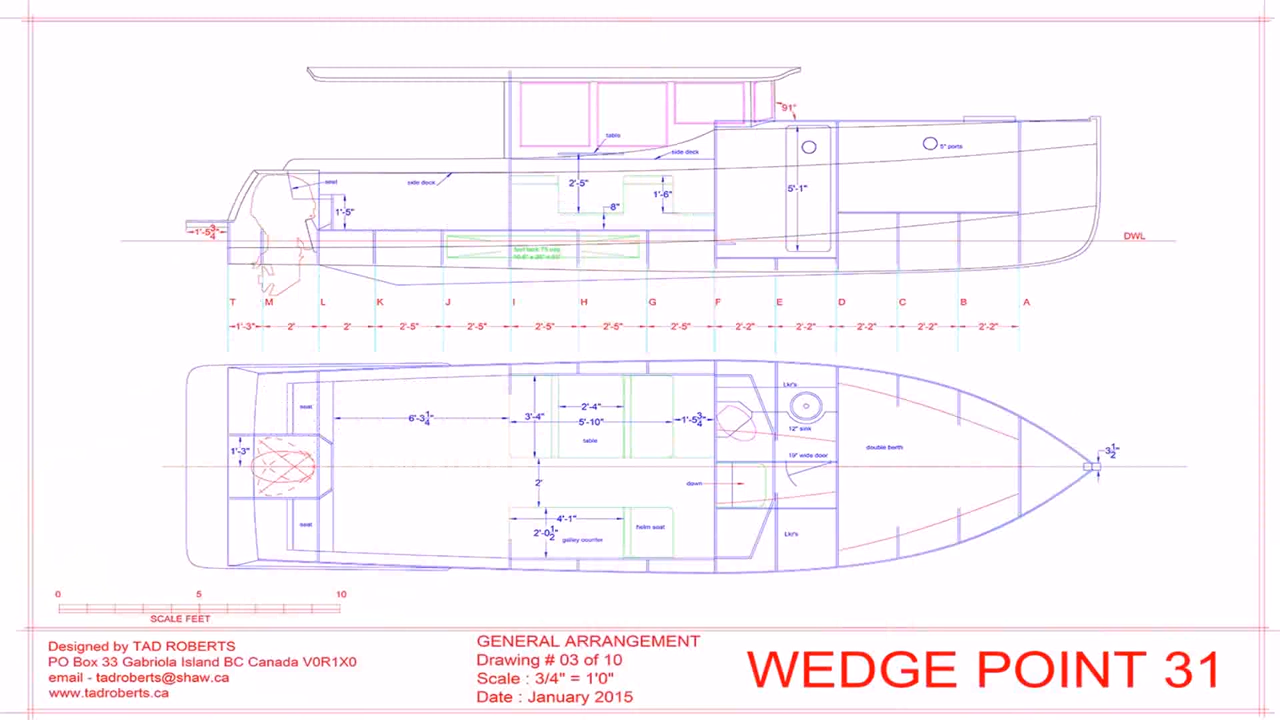 91°
table
side deck
5" ports
seat
side deck
2'-5"
1'-6"
5'-1"
1'-5"
8"
1'-5¾"
DWL
T M L K J I H G F E D C B A
1'-3" 2' 2' 2'-5" 2'-5" 2'-5" 2'-5" 2'-5" 2'-2" 2'-2" 2'-2" 2'-2" 2'-2"
Lkr's
seat
2'-4"
6'-3¼"
3'-4"
5'-10"
1'-5¾"
12" sink
table
double berth
1'-3"
19" wide door
3½"
2'
down
4'-1"
seat
helm seat
2'-0½"
galley counter
Lkr's
0 5 10
SCALE FEET
Designed by TAD ROBERTS
PO Box 33 Gabriola Island BC Canada V0R1X0
email - tadroberts@shaw.ca
www.tadroberts.ca
GENERAL ARRANGEMENT
Drawing # 03 of 10
Scale : 3/4" = 1'0"
Date : January 2015
WEDGE POINT 31